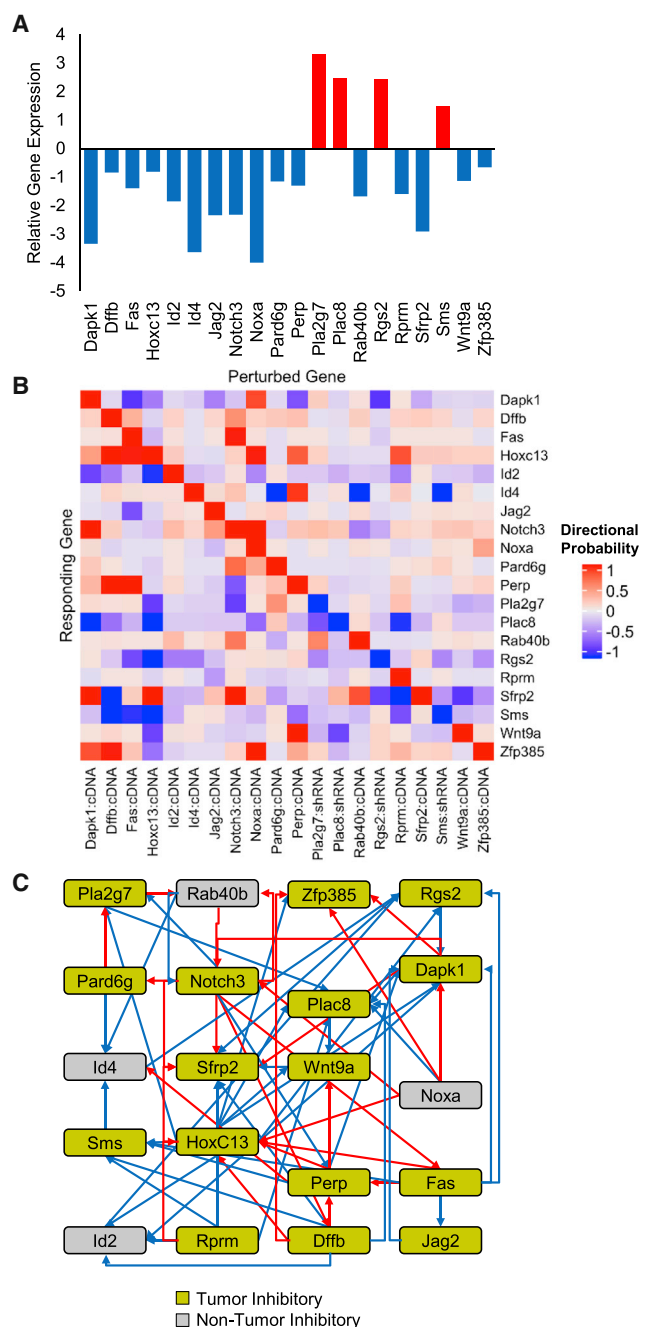 A
4
3
2
1
0
-1
-2
-3
-4
-5
Relative Gene Expression
Dapk1
Dffb
Fas
Hoxc13
Id2
Id4
Jag2
Notch3
Noxa
Pard6g
Perp
Pla2g7
Plac8
Rab40b
Rgs2
Rprm
Sfrp2
Sms
Wnt9a
Zfp385
B
Perturbed Gene
Responding Gene
Dapk1
Dffb
Fas
Hoxc13
Id2
Id4
Jag2
Notch3
Noxa
Pard6g
Perp
Pla2g7
Plac8
Rab40b
Rgs2
Rprm
Sfrp2
Sms
Wnt9a
Zfp385
Directional
Probability
1
0.5
0
-0.5
-1
Dapk1:cDNA
Dffb:cDNA
Fas:cDNA
Hoxc13:cDNA
Id2:cDNA
Id4:cDNA
Jag2:cDNA
Notch3:cDNA
Noxa:cDNA
Pard6g:cDNA
Perp:cDNA
Pla2g7:shRNA
Plac8:shRNA
Rab40b:cDNA
Rgs2:shRNA
Rprm:cDNA
Sfrp2:cDNA
Sms:shRNA
Wnt9a:cDNA
Zfp385:cDNA
C
Pla2g7 Rab40b Zfp385 Rgs2
Pard6g Notch3 Dapk1
Plac8
Id4 Sfrp2 Wnt9a
Noxa
Sms HoxC13
Perp Fas
Id2 Rprm Dffb Jag2
Tumor Inhibitory
Non-Tumor Inhibitory